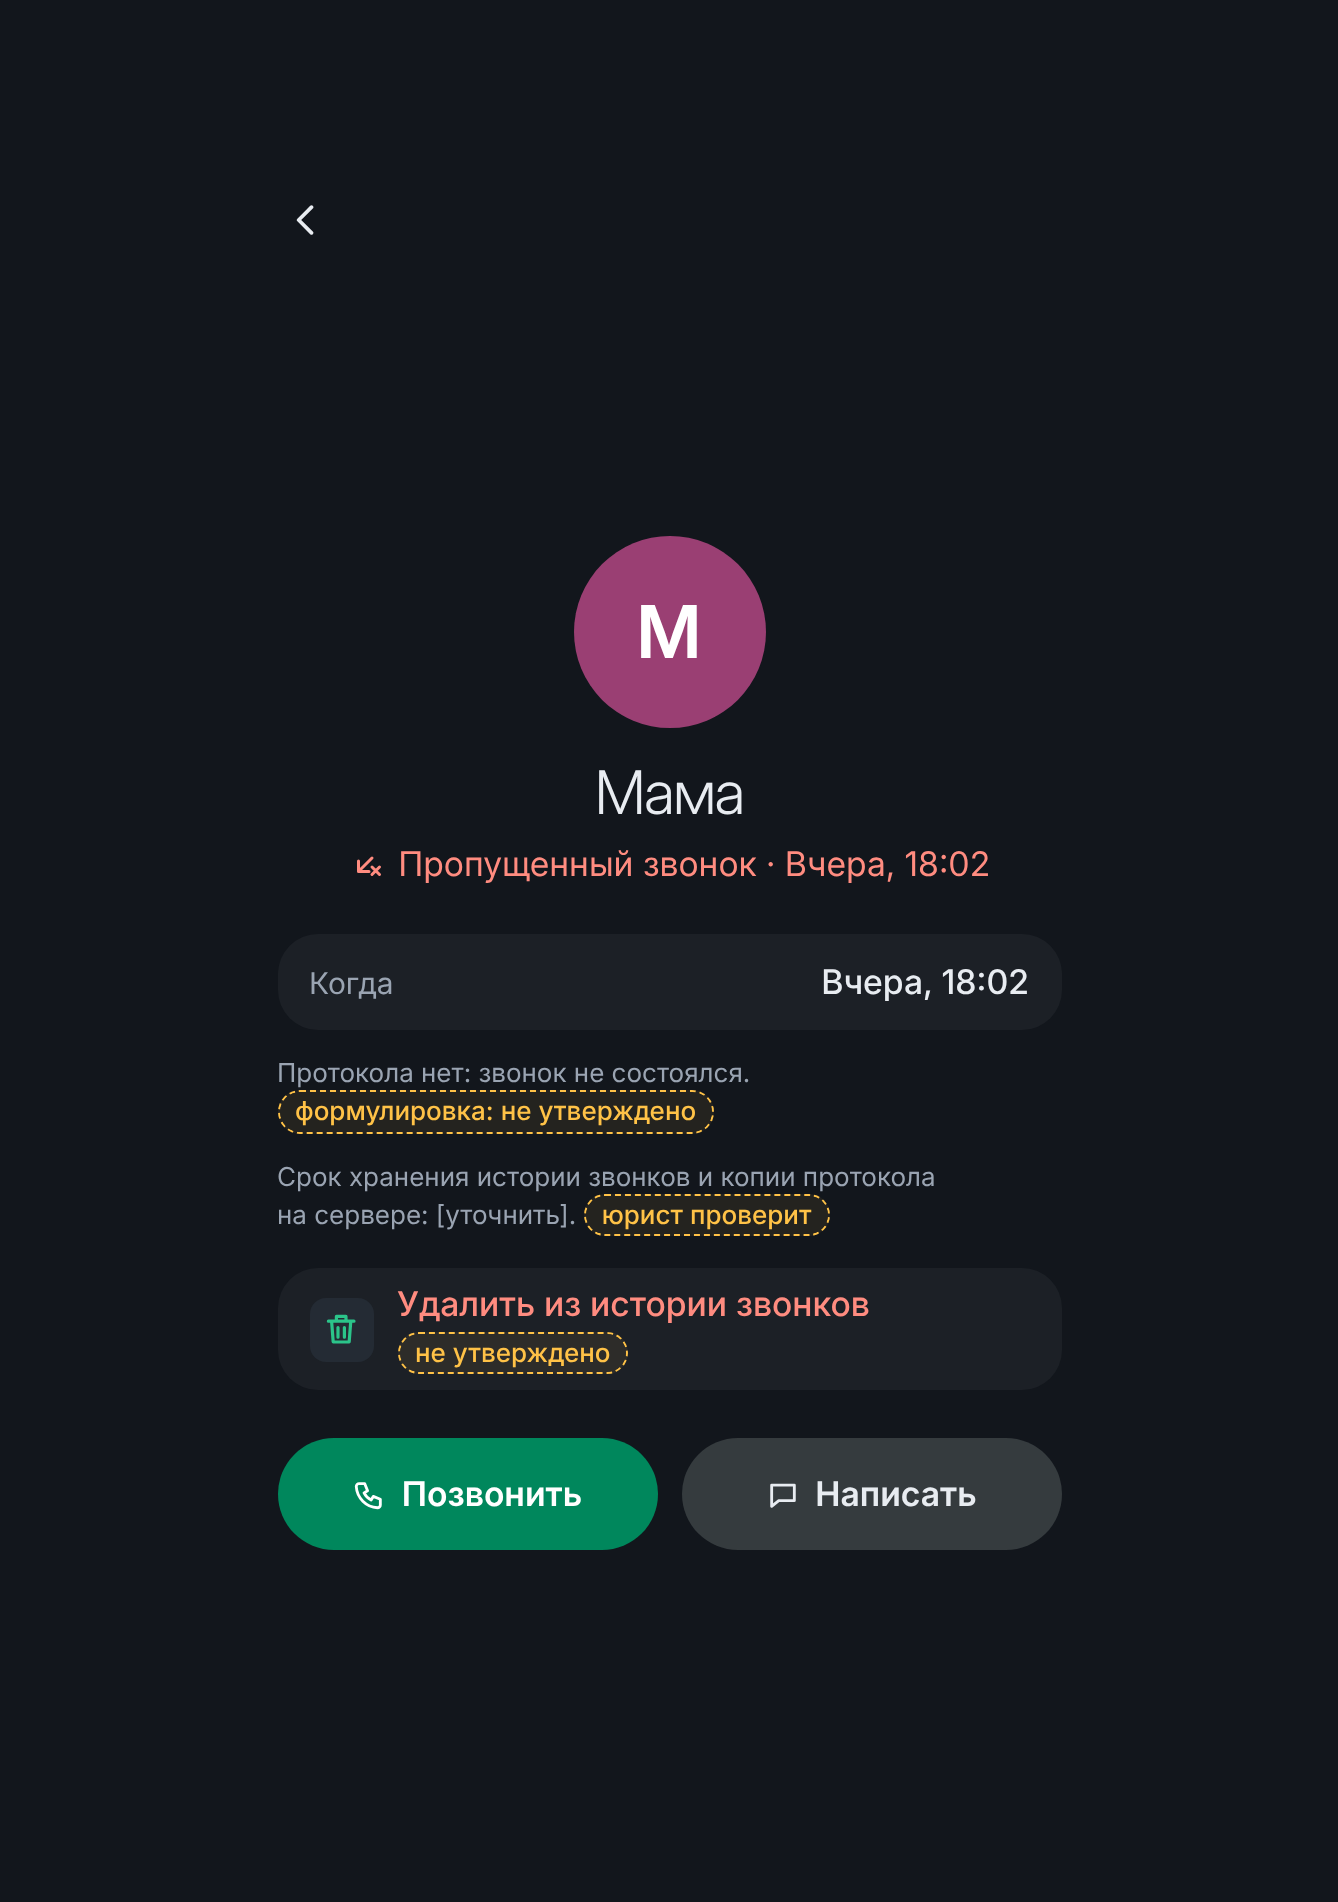 М
Мама
Пропущенный звонок · Вчера, 18:02
Когда
Вчера, 18:02
Протокола нет: звонок не состоялся.
формулировка: не утверждено
Срок хранения истории звонков и копии протокола
на сервере: [уточнить]. юрист проверит
Удалить из истории звонков
не утверждено
Позвонить
Написать